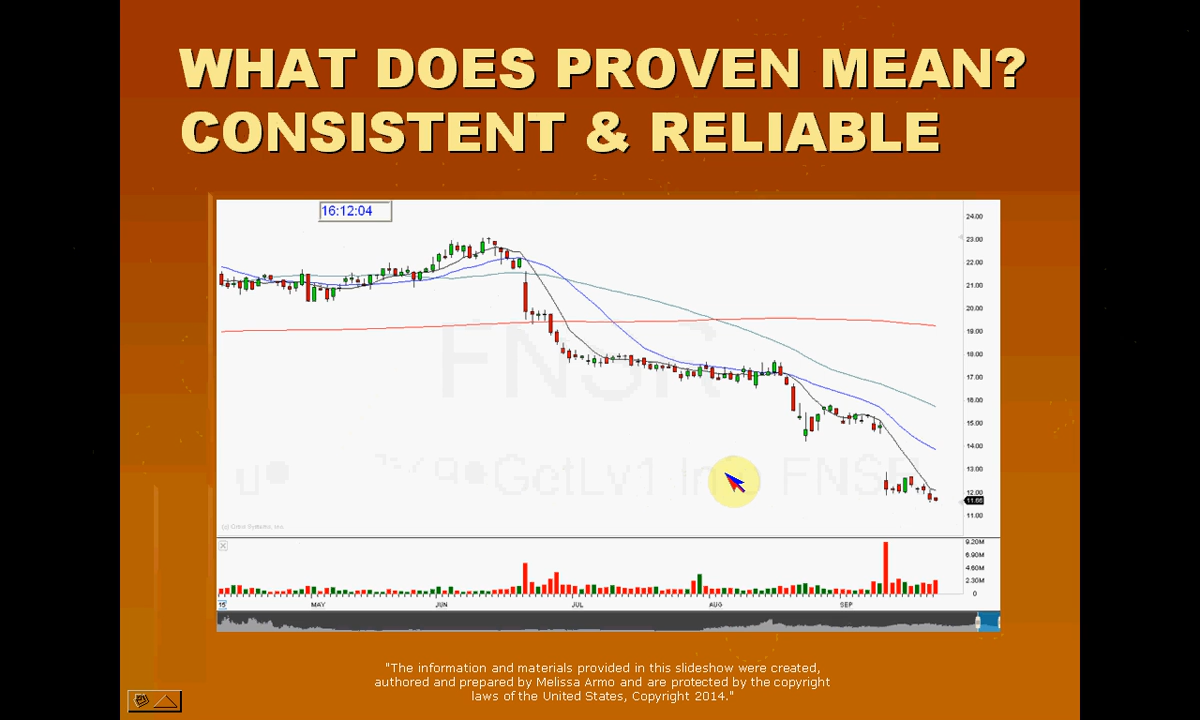 WHAT DOES PROVEN MEAN?
CONSISTENT & RELIABLE
16:12:04
24.00
23.00
22.00
21.00
20.00
19.00
18.00
17.00
16.00
15.00
14.00
13.00
12.00
11.00
FNSR
GetLv1
FNSR
9.20M
6.90M
4.60M
2.30M
0
MAY JUN JUL AUG SEP
"The information and materials provided in this slideshow were created,
authored and prepared by Melissa Armo and are protected by the copyright
laws of the United States, Copyright 2014."